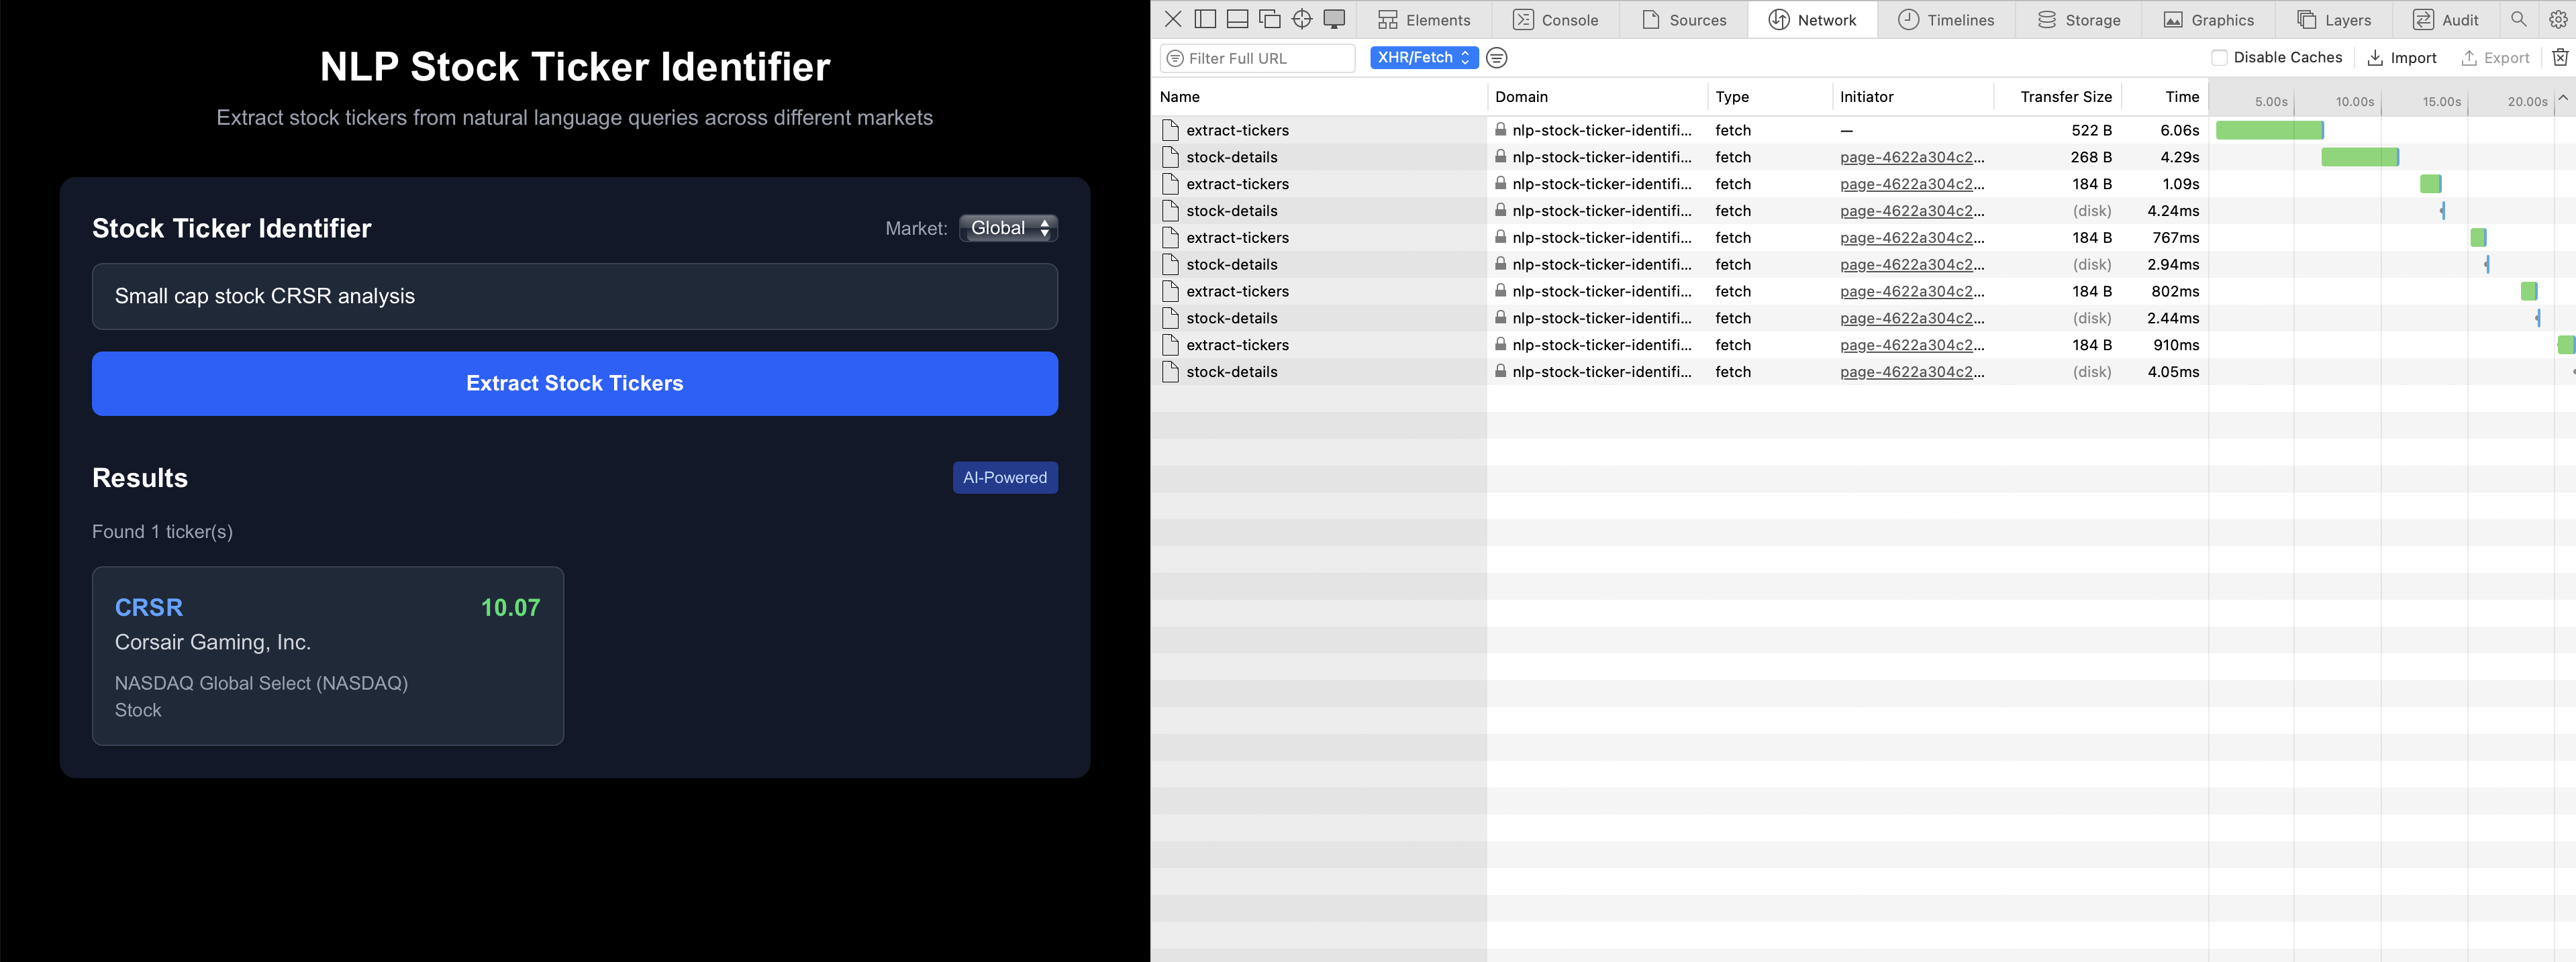 NLP Stock Ticker Identifier
Extract stock tickers from natural language queries across different markets
Stock Ticker Identifier
Market: Global
Small cap stock CRSR analysis
Extract Stock Tickers
Results
AI-Powered
Found 1 ticker(s)
CRSR 10.07
Corsair Gaming, Inc.
NASDAQ Global Select (NASDAQ)
Stock
Elements Console Sources Network Timelines Storage Graphics Layers Audit
Filter Full URL XHR/Fetch Disable Caches Import Export
Name Domain Type Initiator Transfer Size Time 5.00s 10.00s 15.00s 20.00s
extract-tickers nlp-stock-ticker-identifi... fetch — 522 B 6.06s
stock-details nlp-stock-ticker-identifi... fetch page-4622a304c2... 268 B 4.29s
extract-tickers nlp-stock-ticker-identifi... fetch page-4622a304c2... 184 B 1.09s
stock-details nlp-stock-ticker-identifi... fetch page-4622a304c2... (disk) 4.24ms
extract-tickers nlp-stock-ticker-identifi... fetch page-4622a304c2... 184 B 767ms
stock-details nlp-stock-ticker-identifi... fetch page-4622a304c2... (disk) 2.94ms
extract-tickers nlp-stock-ticker-identifi... fetch page-4622a304c2... 184 B 802ms
stock-details nlp-stock-ticker-identifi... fetch page-4622a304c2... (disk) 2.44ms
extract-tickers nlp-stock-ticker-identifi... fetch page-4622a304c2... 184 B 910ms
stock-details nlp-stock-ticker-identifi... fetch page-4622a304c2... (disk) 4.05ms